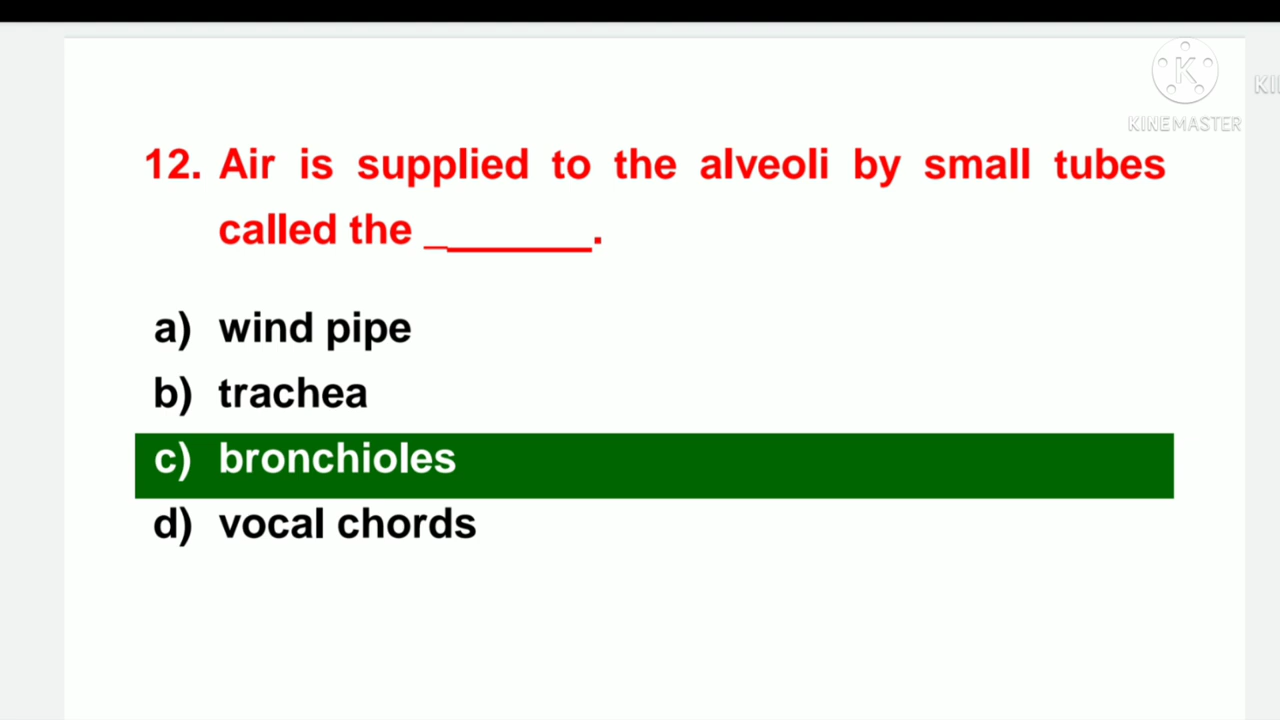 K
KINEMASTER
KI
12. Air is supplied to the alveoli by small tubes
called the _______.
a) wind pipe
b) trachea
c) bronchioles
d) vocal chords